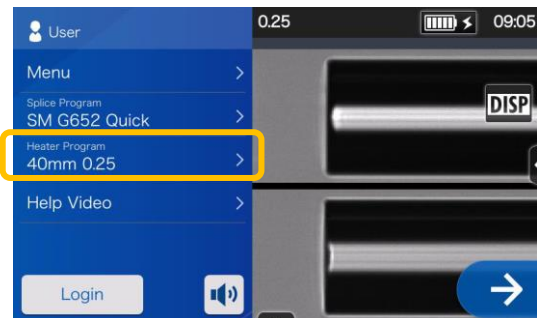 User
0.25
09:05
Menu
Splice Program
SM G652 Quick
DISP
Heater Program
40mm 0.25
Help Video
Login